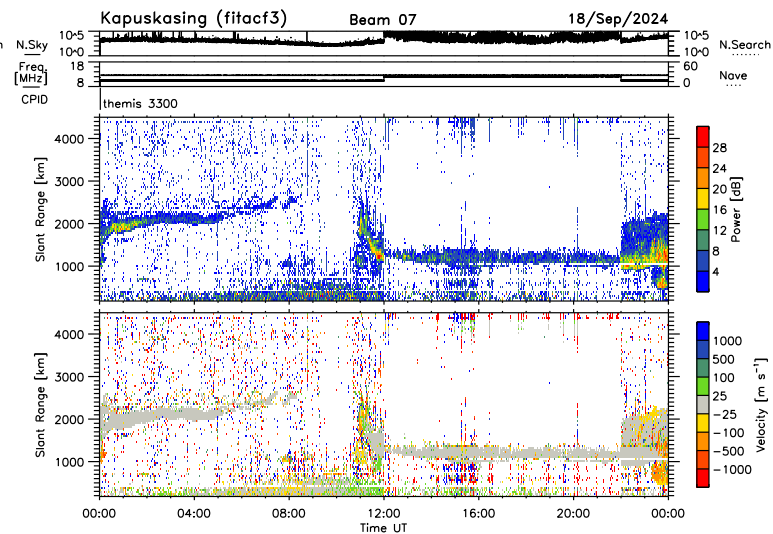 Kapuskasing (fitacf3) Beam 07 18/Sep/2024
N.Sky 10^5 10^0 10^5 10^0 N.Search
Freq. [MHz] 18 8 60 0 Nave
CPID themis 3300
Slant Range [km] 4000 3000 2000 1000
28 24 20 16 12 8 4 Power [dB]
Slant Range [km] 4000 3000 2000 1000
1000 500 100 25 -25 -100 -500 -1000 Velocity [m s⁻¹]
00:00 04:00 08:00 12:00 16:00 20:00 00:00
Time UT